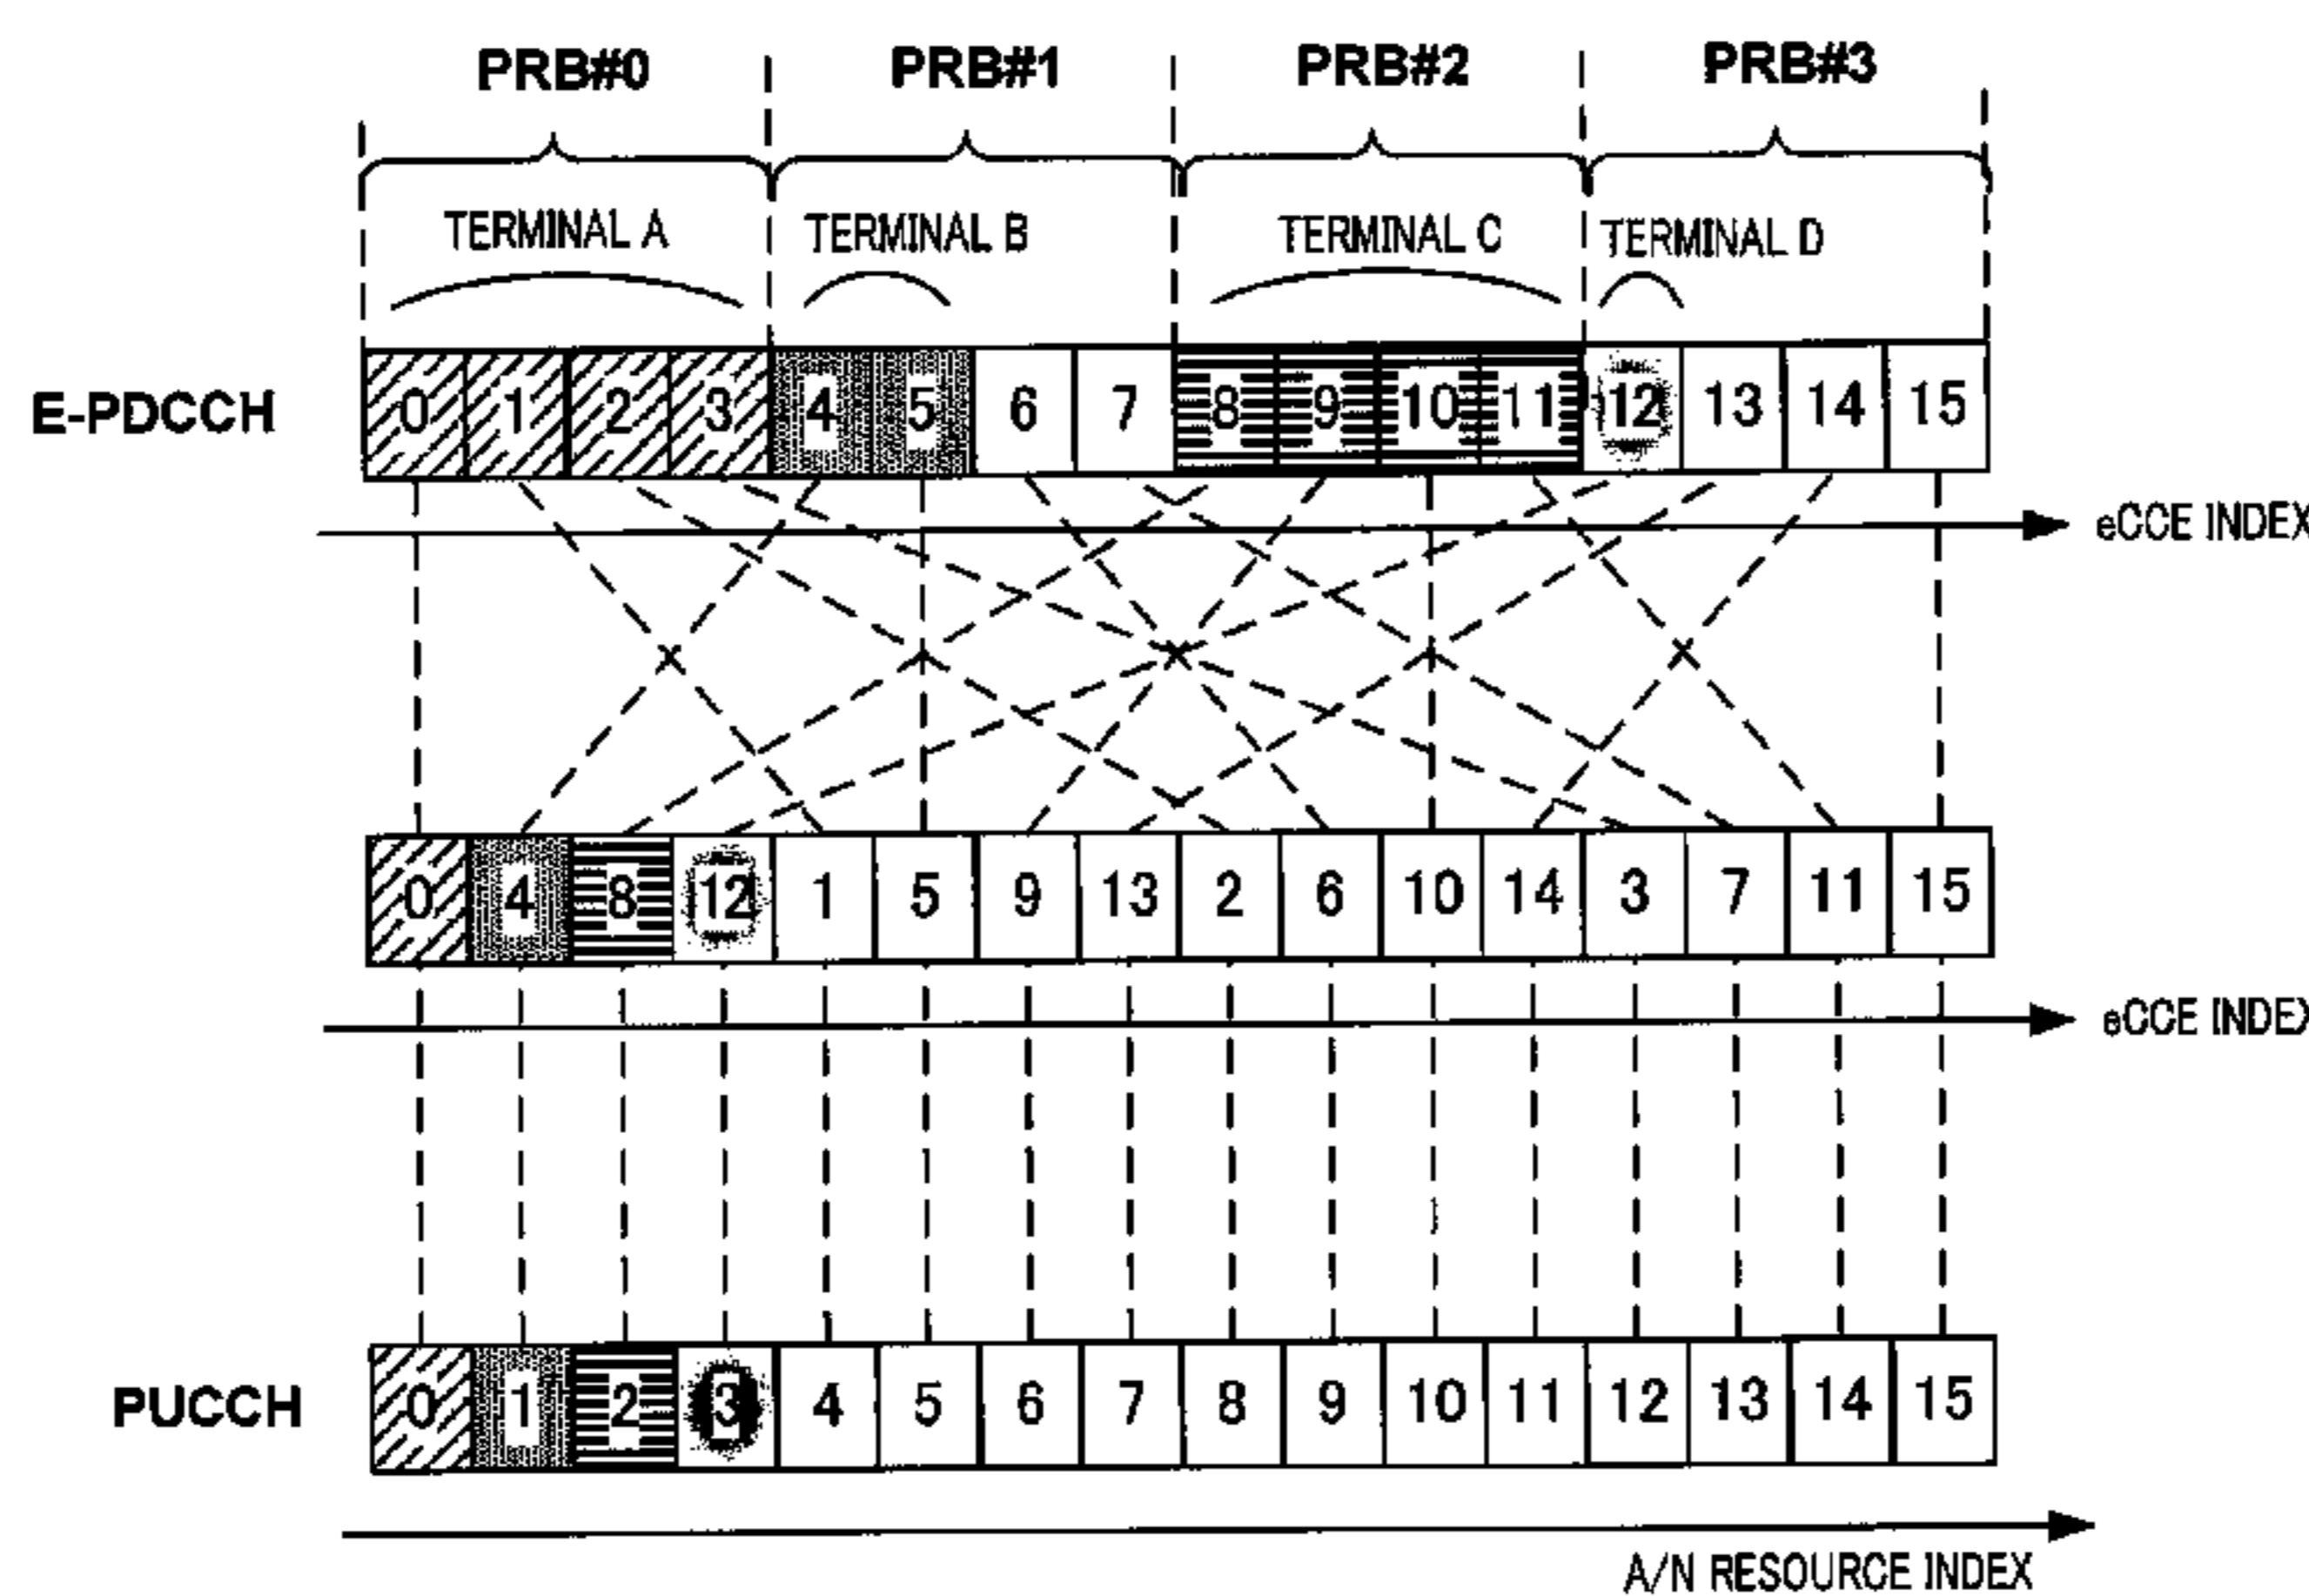 PRB#0 PRB#1 PRB#2 PRB#3
TERMINAL A TERMINAL B TERMINAL C TERMINAL D
E-PDCCH 0 1 2 3 4 5 6 7 8 9 10 11 12 13 14 15
eCCE INDEX
0 4 8 12 1 5 9 13 2 6 10 14 3 7 11 15
eCCE INDEX
PUCCH 0 1 2 3 4 5 6 7 8 9 10 11 12 13 14 15
A/N RESOURCE INDEX